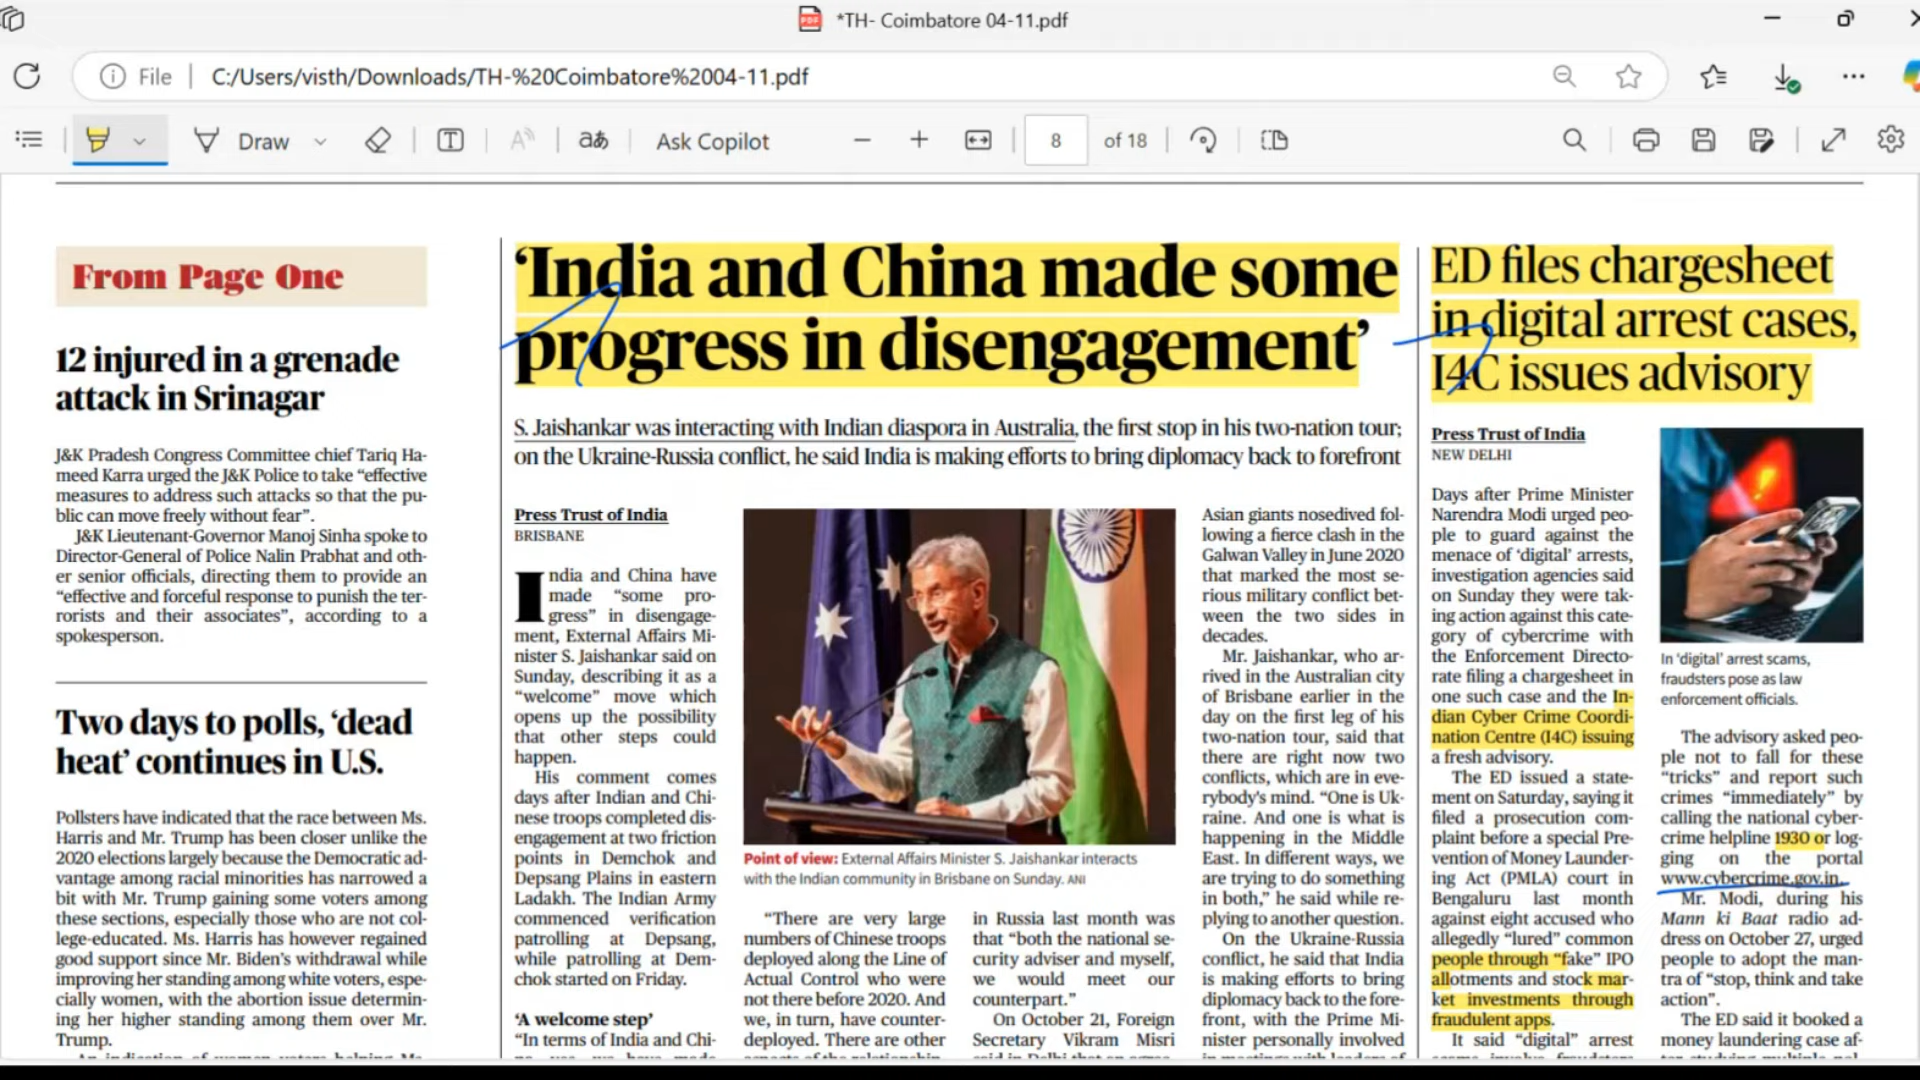 *TH- Coimbatore 04-11.pdf
File
C:/Users/visth/Downloads/TH-%20Coimbatore%2004-11.pdf
Draw
Ask Copilot
8
of 18
From Page One
12 injured in a grenade
attack in Srinagar
J&K Pradesh Congress Committee chief Tariq Ha-
meed Karra urged the J&K Police to take “effective
measures to address such attacks so that the pu-
blic can move freely without fear”.
J&K Lieutenant-Governor Manoj Sinha spoke to
Director-General of Police Nalin Prabhat and oth-
er senior officials, directing them to provide an
“effective and forceful response to punish the ter-
rorists and their associates”, according to a
spokesperson.
Two days to polls, ‘dead
heat’ continues in U.S.
Pollsters have indicated that the race between Ms.
Harris and Mr. Trump has been closer unlike the
2020 elections largely because the Democratic ad-
vantage among racial minorities has narrowed a
bit with Mr. Trump gaining some voters among
these sections, especially those who are not col-
lege-educated. Ms. Harris has however regained
good support since Mr. Biden’s withdrawal while
improving her standing among white voters, espe-
cially women, with the abortion issue determin-
ing her higher standing among them over Mr.
Trump.
‘India and China made some
progress in disengagement’
S. Jaishankar was interacting with Indian diaspora in Australia, the first stop in his two-nation tour;
on the Ukraine-Russia conflict, he said India is making efforts to bring diplomacy back to forefront
Press Trust of India
BRISBANE
India and China have
made “some pro-
gress” in disengage-
ment, External Affairs Mi-
nister S. Jaishankar said on
Sunday, describing it as a
“welcome” move which
opens up the possibility
that other steps could
happen.
His comment comes
days after Indian and Chi-
nese troops completed dis-
engagement at two friction
points in Demchok and
Depsang Plains in eastern
Ladakh. The Indian Army
commenced verification
patrolling at Depsang,
while patrolling at Dem-
chok started on Friday.
‘A welcome step’
“In terms of India and Chi-
Point of view: External Affairs Minister S. Jaishankar interacts
with the Indian community in Brisbane on Sunday. ANI
“There are very large
numbers of Chinese troops
deployed along the Line of
Actual Control who were
not there before 2020. And
we, in turn, have counter-
deployed. There are other
in Russia last month was
that “both the national se-
curity adviser and myself,
we would meet our
counterpart.”
On October 21, Foreign
Secretary Vikram Misri
Asian giants nosedived fol-
lowing a fierce clash in the
Galwan Valley in June 2020
that marked the most se-
rious military conflict bet-
ween the two sides in
decades.
Mr. Jaishankar, who ar-
rived in the Australian city
of Brisbane earlier in the
day on the first leg of his
two-nation tour, said that
there are right now two
conflicts, which are in eve-
rybody’s mind. “One is Uk-
raine. And one is what is
happening in the Middle
East. In different ways, we
are trying to do something
in both,” he said while re-
plying to another question.
On the Ukraine-Russia
conflict, he said that India
is making efforts to bring
diplomacy back to the fore-
front, with the Prime Mi-
nister personally involved
ED files chargesheet
in digital arrest cases,
I4C issues advisory
Press Trust of India
NEW DELHI
Days after Prime Minister
Narendra Modi urged peo-
ple to guard against the
menace of ‘digital’ arrests,
investigation agencies said
on Sunday they were tak-
ing action against this cate-
gory of cybercrime with
the Enforcement Directo-
rate filing a chargesheet in
one such case and the In-
dian Cyber Crime Coordi-
nation Centre (I4C) issuing
a fresh advisory.
The ED issued a state-
ment on Saturday, saying it
filed a prosecution com-
plaint before a special Pre-
vention of Money Launder-
ing Act (PMLA) court in
Bengaluru last month
against eight accused who
allegedly “lured” common
people through “fake” IPO
allotments and stock mar-
ket investments through
fraudulent apps.
It said “digital” arrest
In ‘digital’ arrest scams,
fraudsters pose as law
enforcement officials.
The advisory asked peo-
ple not to fall for these
“tricks” and report such
crimes “immediately” by
calling the national cyber-
crime helpline 1930 or log-
ging on the portal
www.cybercrime.gov.in.
Mr. Modi, during his
Mann ki Baat radio ad-
dress on October 27, urged
people to adopt the man-
tra of “stop, think and take
action”.
The ED said it booked a
money laundering case af-